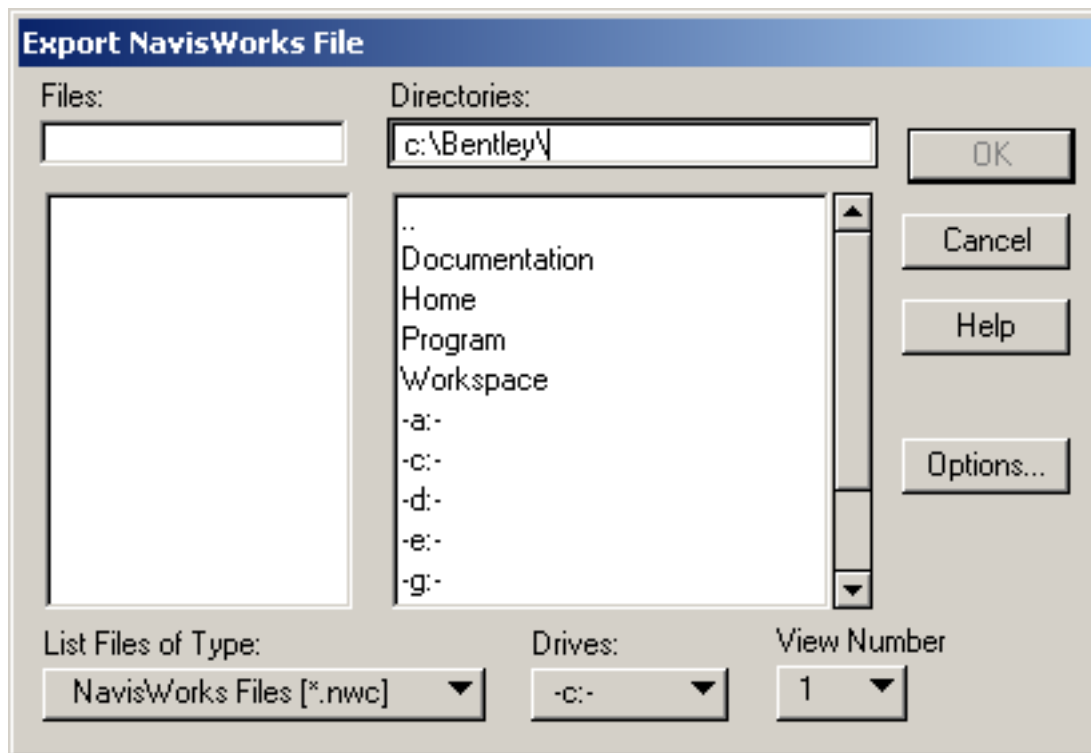 Export NavisWorks File
Files:
Directories:
c:\Bentley\
OK
..
Cancel
Documentation
Home
Help
Program
Workspace
-a:-
-c:-
Options...
-d:-
-e:-
-g:-
List Files of Type:
Drives:
View Number
NavisWorks Files [*.nwc]
-c:-
1